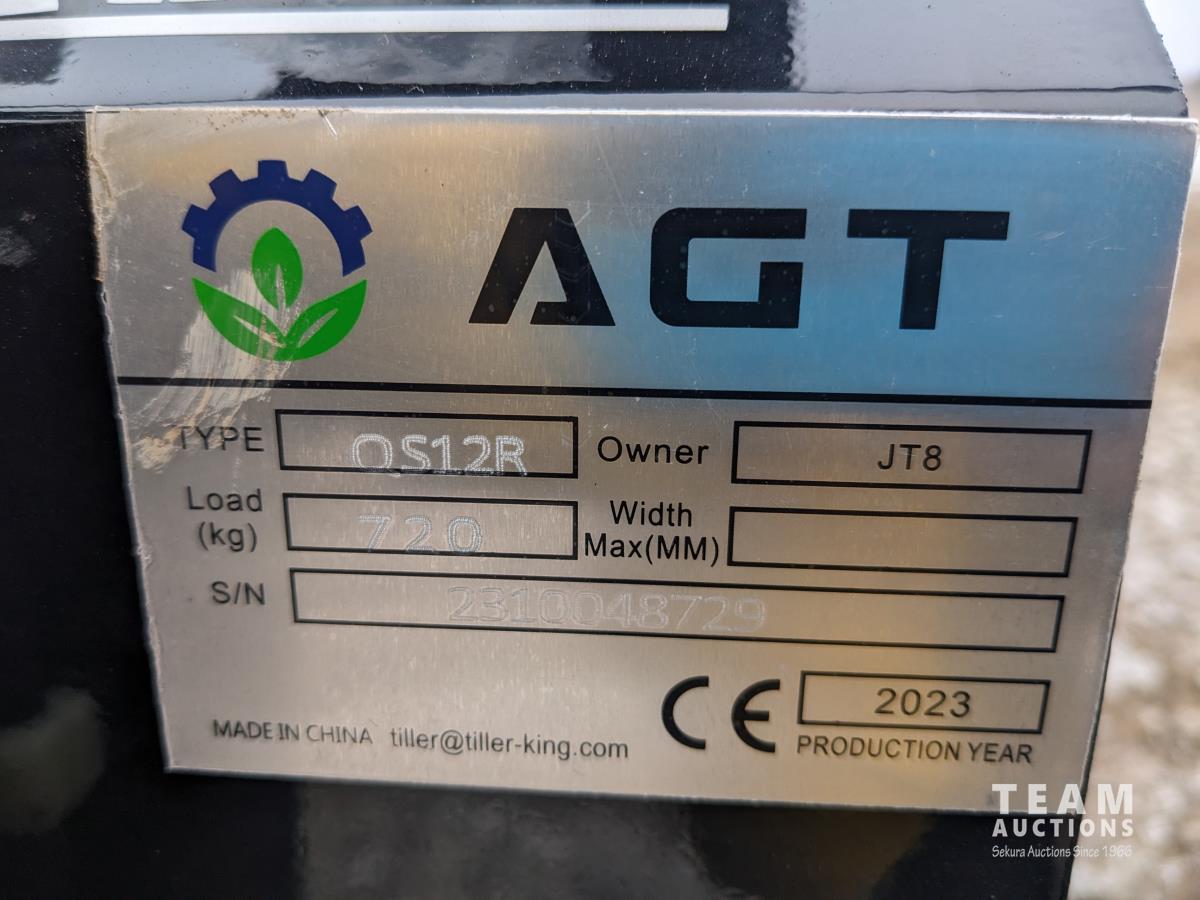 AGT
TYPE QS12R Owner JT8
Load (kg) 720 Width Max(MM)
S/N 2310048729
CE 2023
MADE IN CHINA tiller@tiller-king.com PRODUCTION YEAR
TEAM
AUCTIONS
Sekura Auctions Since 1966